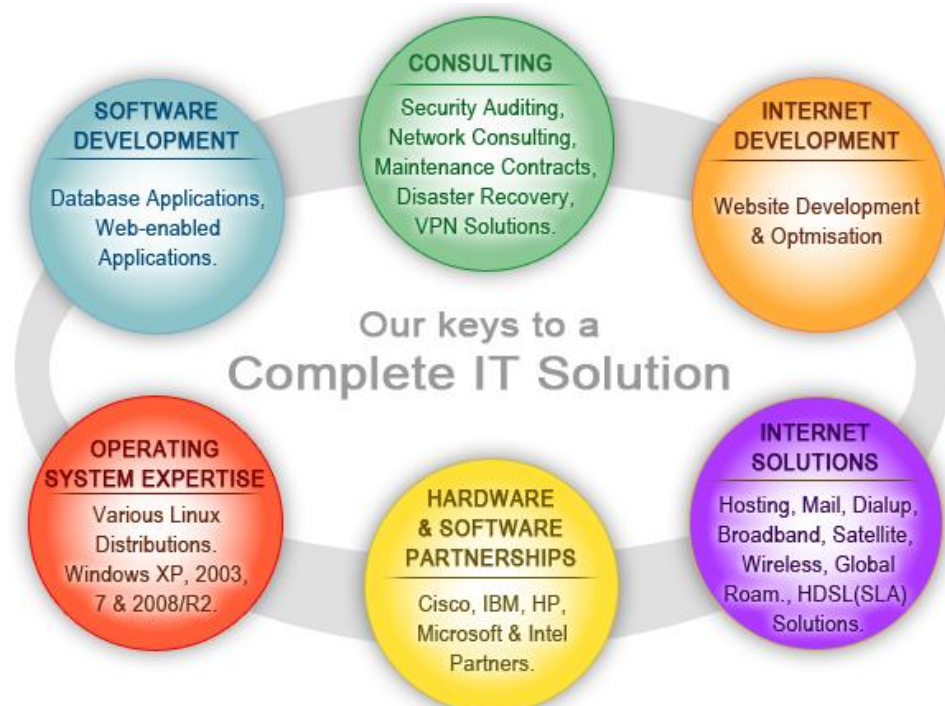 CONSULTING
Security Auditing,
Network Consulting,
Maintenance Contracts,
Disaster Recovery,
VPN Solutions.
SOFTWARE
DEVELOPMENT
Database Applications,
Web-enabled
Applications.
INTERNET
DEVELOPMENT
Website Development
& Optmisation
Our keys to a
Complete IT Solution
OPERATING
SYSTEM EXPERTISE
Various Linux
Distributions.
Windows XP, 2003,
7 & 2008/R2.
HARDWARE
& SOFTWARE
PARTNERSHIPS
Cisco, IBM, HP,
Microsoft & Intel
Partners.
INTERNET
SOLUTIONS
Hosting, Mail, Dialup,
Broadband, Satellite,
Wireless, Global
Roam., HDSL(SLA)
Solutions.